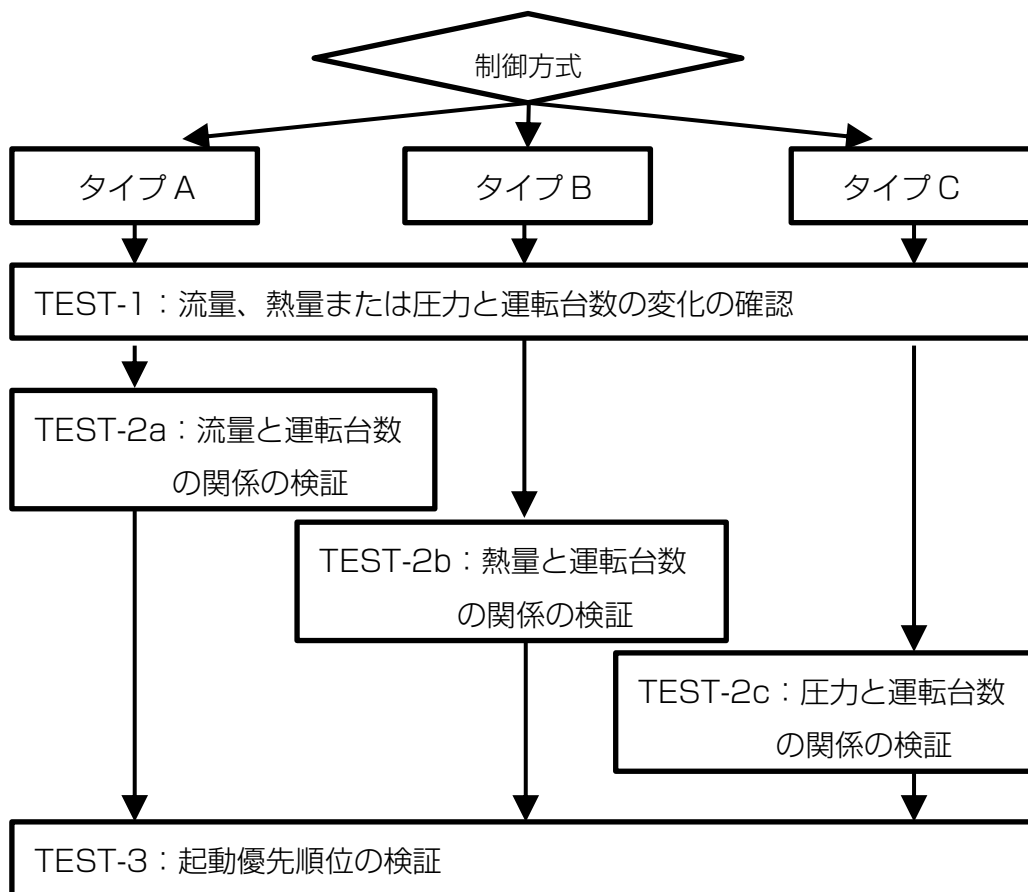 制御方式
タイプ A
タイプ B
タイプ C
TEST-1：流量、熱量または圧力と運転台数の変化の確認
TEST-2a：流量と運転台数
の関係の検証
TEST-2b：熱量と運転台数
の関係の検証
TEST-2c：圧力と運転台数
の関係の検証
TEST-3：起動優先順位の検証